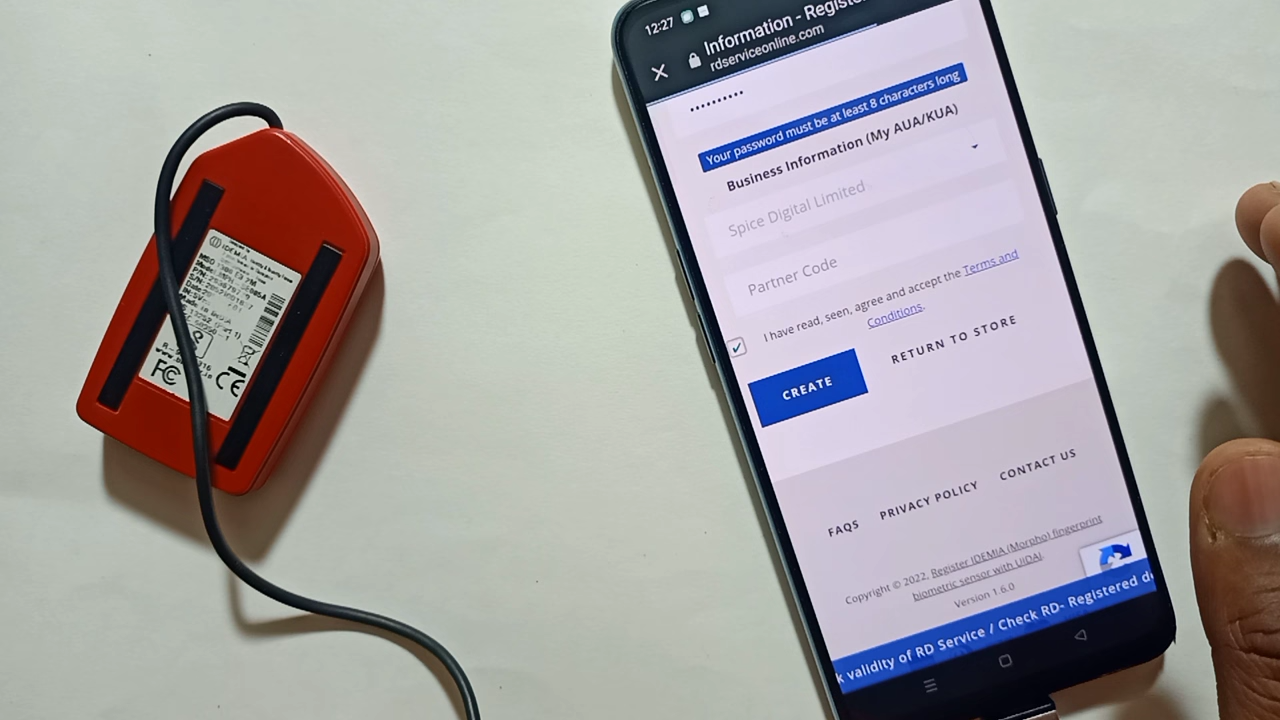 12:27
Information - Registe
rdserviceonline.com
••••••••••
Your password must be at least 8 characters long
Business Information (My AUA/KUA)
Spice Digital Limited
Partner Code
I have read, seen, agree and accept the Terms and
Conditions.
CREATE
RETURN TO STORE
FAQS
PRIVACY POLICY
CONTACT US
Copyright © 2022, Register IDEMIA (Morpho) fingerprint
biometric sensor with UIDAI.
Version 1.6.0
k validity of RD Service / Check RD- Registered d
IDEMIA
MSO
FC CE